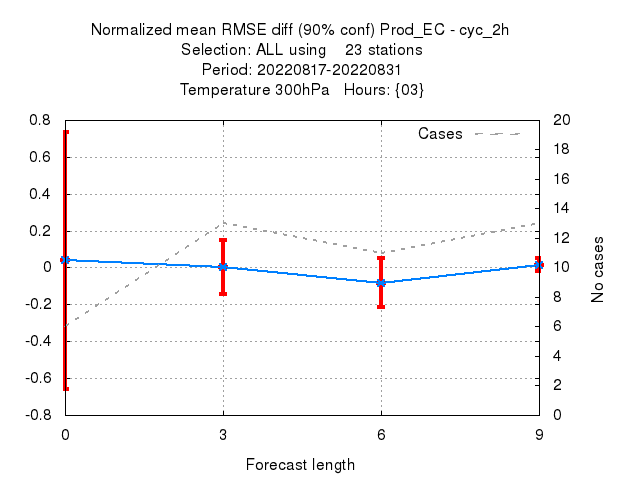 Normalized mean RMSE diff (90% conf) Prod_EC - cyc_2h
Selection: ALL using 23 stations
Period: 20220817-20220831
Temperature 300hPa Hours: {03}
Cases
0.8
0.6
0.4
0.2
0
-0.2
-0.4
-0.6
-0.8
20
18
16
14
12
10
8
6
4
2
0
No cases
0 3 6 9
Forecast length